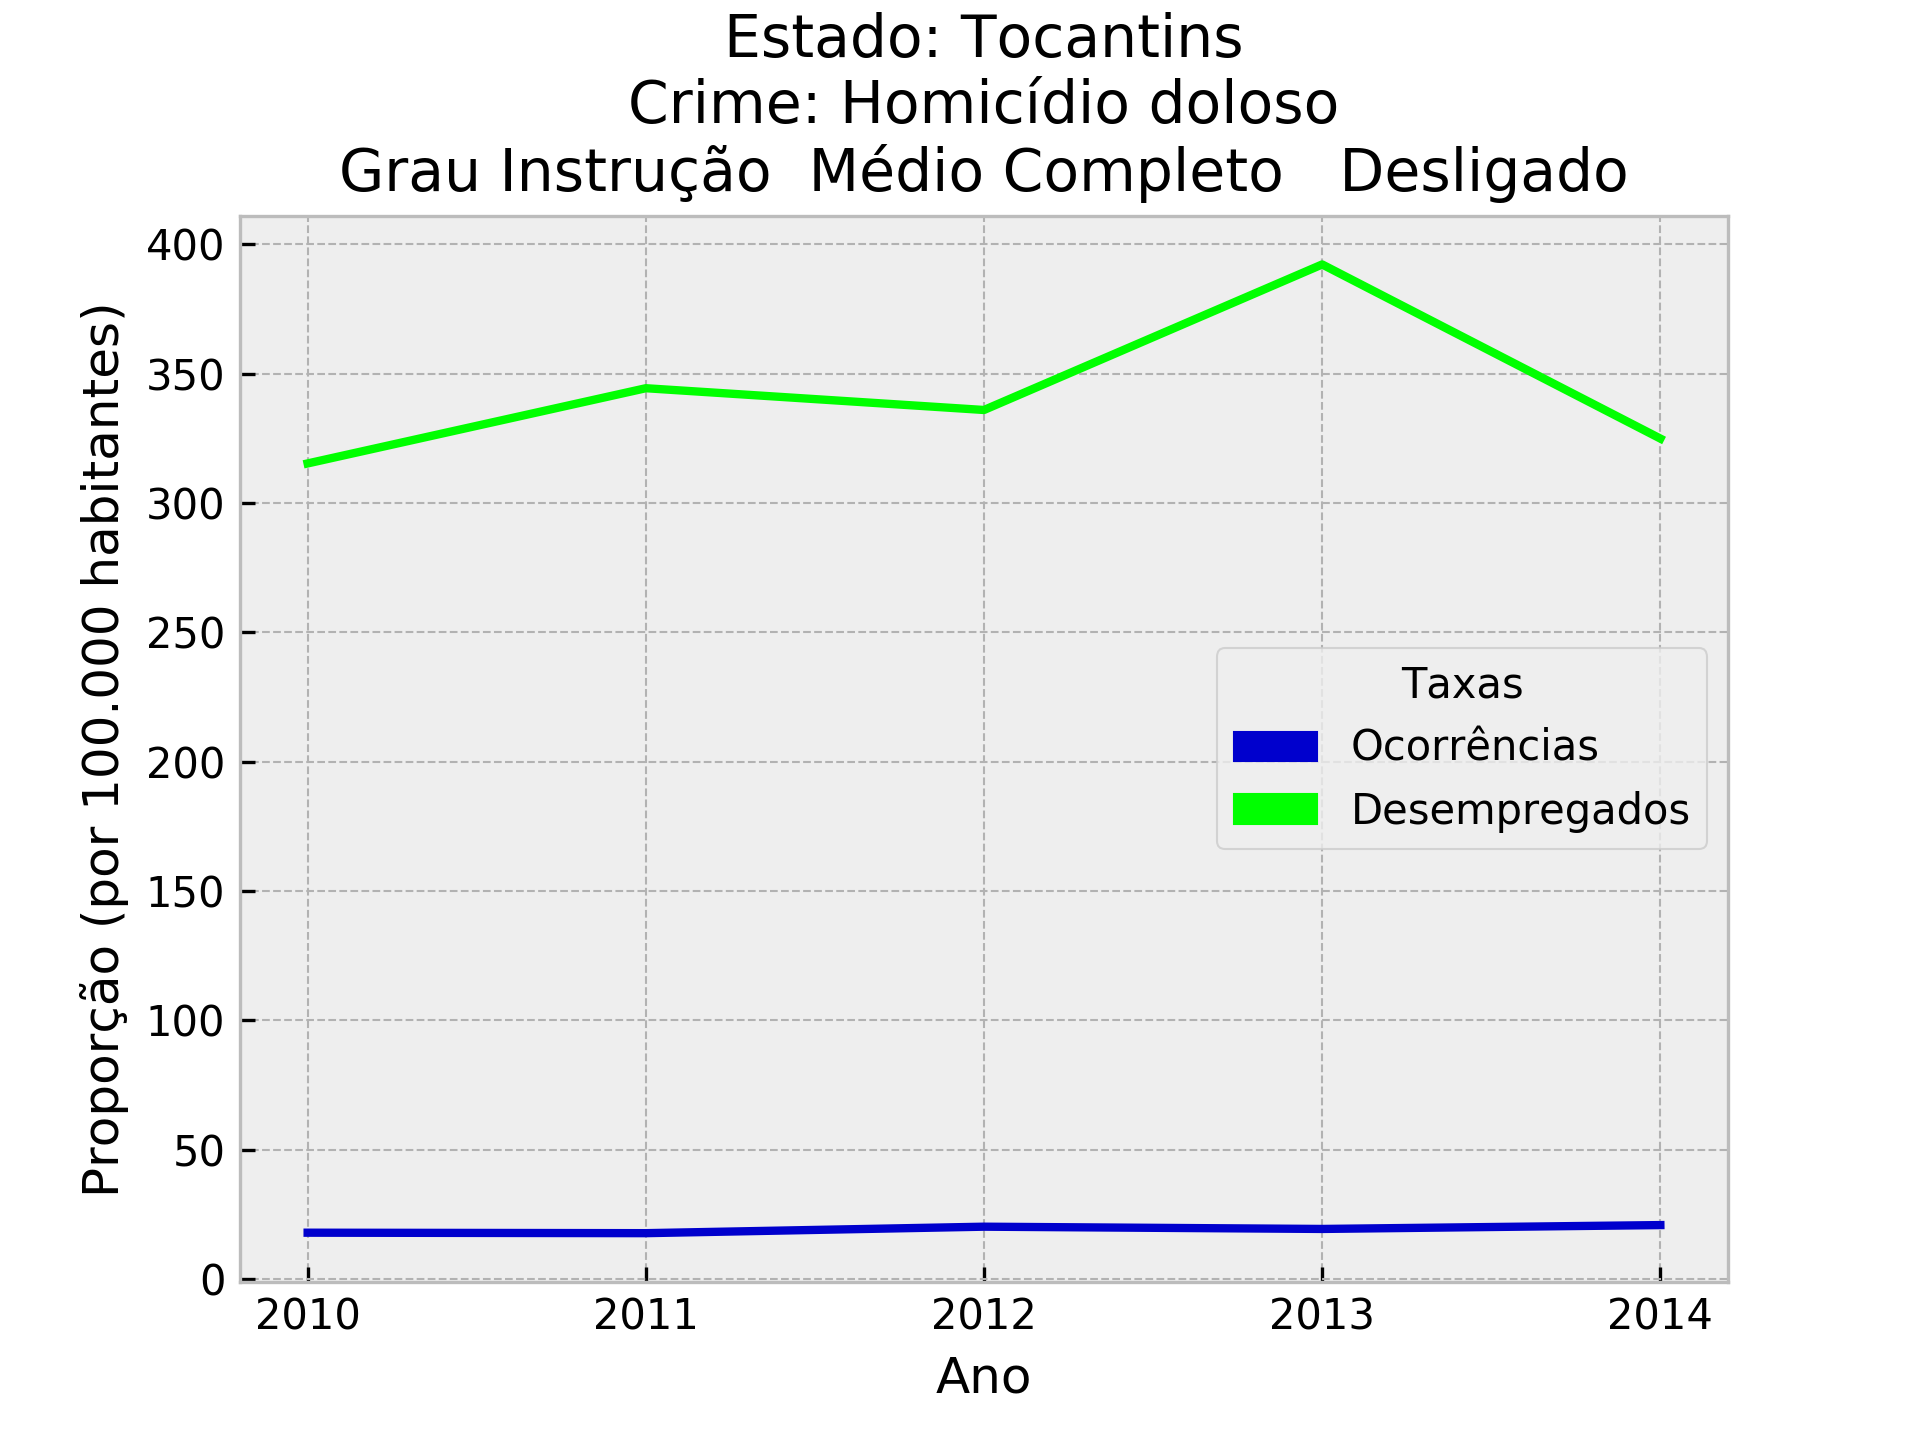 Estado: Tocantins
Crime: Homicídio doloso
Grau Instrução  Médio Completo   Desligado
Proporção (por 100.000 habitantes)
400
350
300
250
200
150
100
50
0
Taxas
Ocorrências
Desempregados
2010 2011 2012 2013 2014
Ano